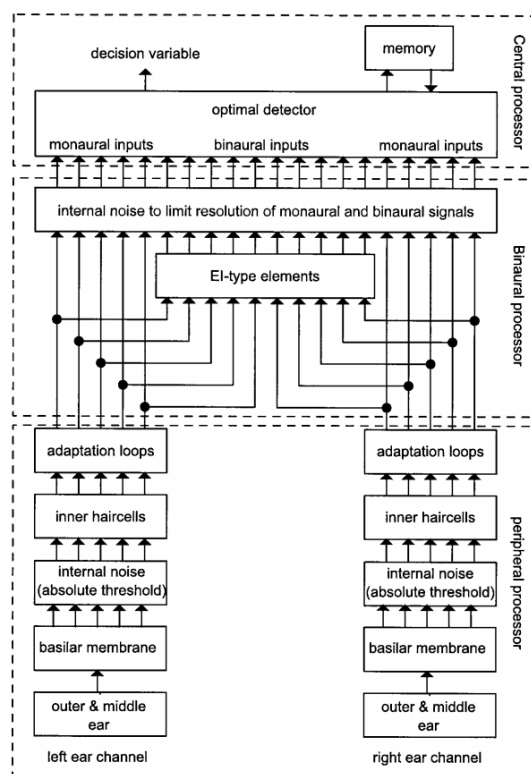 decision variable
memory
optimal detector
monaural inputs
binaural inputs
monaural inputs
Central processor
internal noise to limit resolution of monaural and binaural signals
EI-type elements
Binaural processor
adaptation loops
adaptation loops
inner haircells
inner haircells
internal noise
(absolute threshold)
internal noise
(absolute threshold)
basilar membrane
basilar membrane
outer & middle
ear
outer & middle
ear
peripheral processor
left ear channel
right ear channel